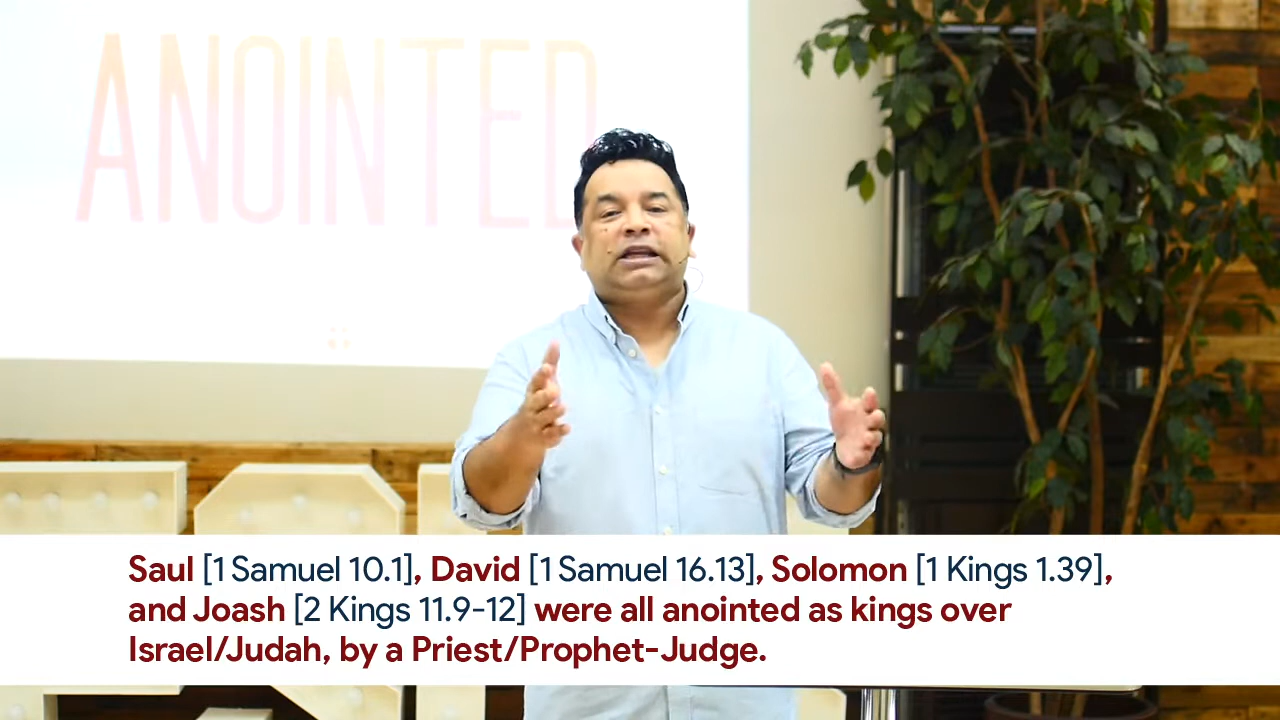 ANOINTED
Saul [1 Samuel 10.1], David [1 Samuel 16.13], Solomon [1 Kings 1.39],
and Joash [2 Kings 11.9-12] were all anointed as kings over
Israel/Judah, by a Priest/Prophet-Judge.